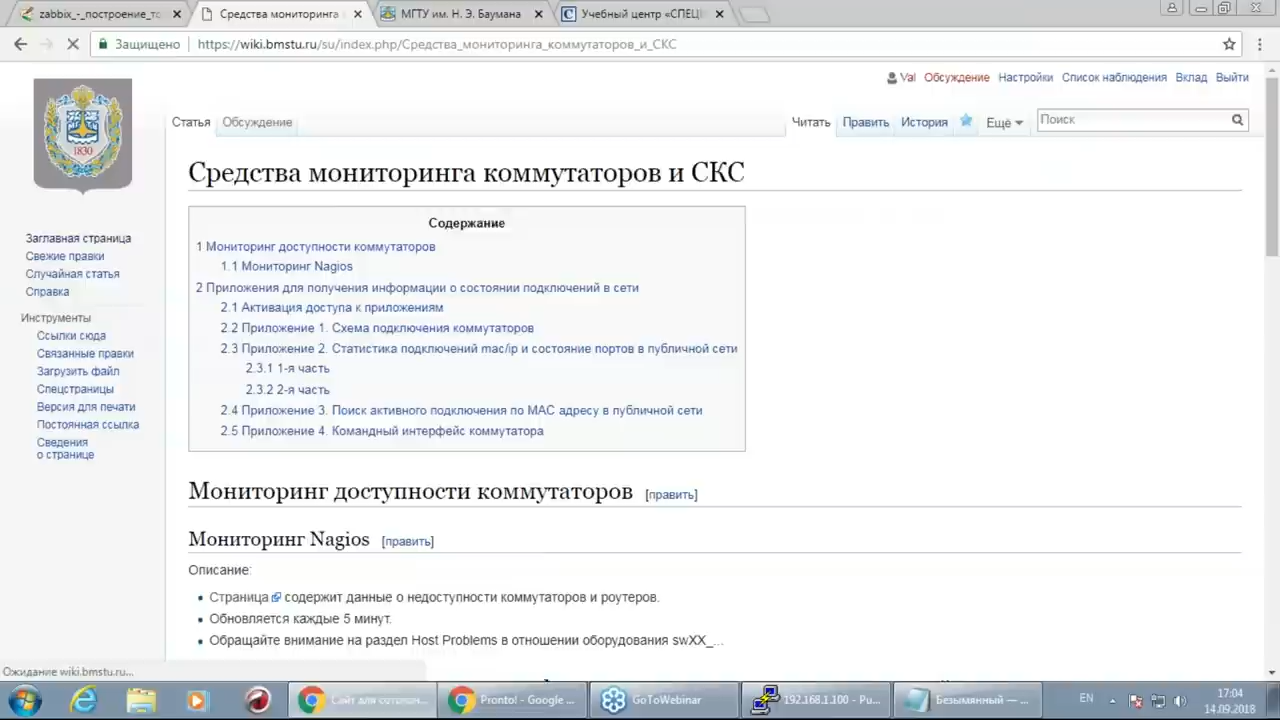 zabbix_-_построение_то
Средства мониторинга
МГТУ им. Н. Э. Баумана
Учебный центр «СПЕЦ
Защищено
https://wiki.bmstu.ru/su/index.php/Средства_мониторинга_коммутаторов_и_СКС
Val Обсуждение Настройки Список наблюдения Вклад Выйти
Статья Обсуждение Читать Править История Ещё Поиск
1830
Средства мониторинга коммутаторов и СКС
Содержание
1 Мониторинг доступности коммутаторов
1.1 Мониторинг Nagios
2 Приложения для получения информации о состоянии подключений в сети
2.1 Активация доступа к приложениям
2.2 Приложение 1. Схема подключения коммутаторов
2.3 Приложение 2. Статистика подключений mac/ip и состояние портов в публичной сети
2.3.1 1-я часть
2.3.2 2-я часть
2.4 Приложение 3. Поиск активного подключения по МАС адресу в публичной сети
2.5 Приложение 4. Командный интерфейс коммутатора
Заглавная страница
Свежие правки
Случайная статья
Справка
Инструменты
Ссылки сюда
Связанные правки
Загрузить файл
Спецстраницы
Версия для печати
Постоянная ссылка
Сведения
о странице
Мониторинг доступности коммутаторов [править]
Мониторинг Nagios [править]
Описание:
Страница содержит данные о недоступности коммутаторов и роутеров.
Обновляется каждые 5 минут.
Обращайте внимание на раздел Host Problems в отношении оборудования swXX_...
Ожидание wiki.bmstu.ru...
Сайт для
Pronto! - Google ...
GoToWebinar
192.168.1.100 - Pu...
Безымянный — ...
EN
17:04
14.09.2018